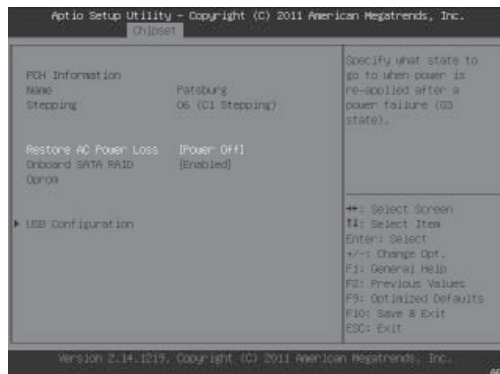 Aptio Setup Utility – Copyright (C) 2011 American Megatrends, Inc.
Chipset
PCH Information
Name Patsburg
Stepping 06 (C1 Stepping)
Restore AC Power Loss [Power Off]
Onboard SATA RAID [Enabled]
Oprom
USB Configuration
Specify what state to
go to when power is
re-applied after a
power failure (G3
state).
→←: Select Screen
↑↓: Select Item
Enter: Select
+/-: Change Opt.
F1: General Help
F2: Previous Values
F9: Optimized Defaults
F10: Save & Exit
ESC: Exit
Version 2.14.1219. Copyright (C) 2011 American Megatrends, Inc.